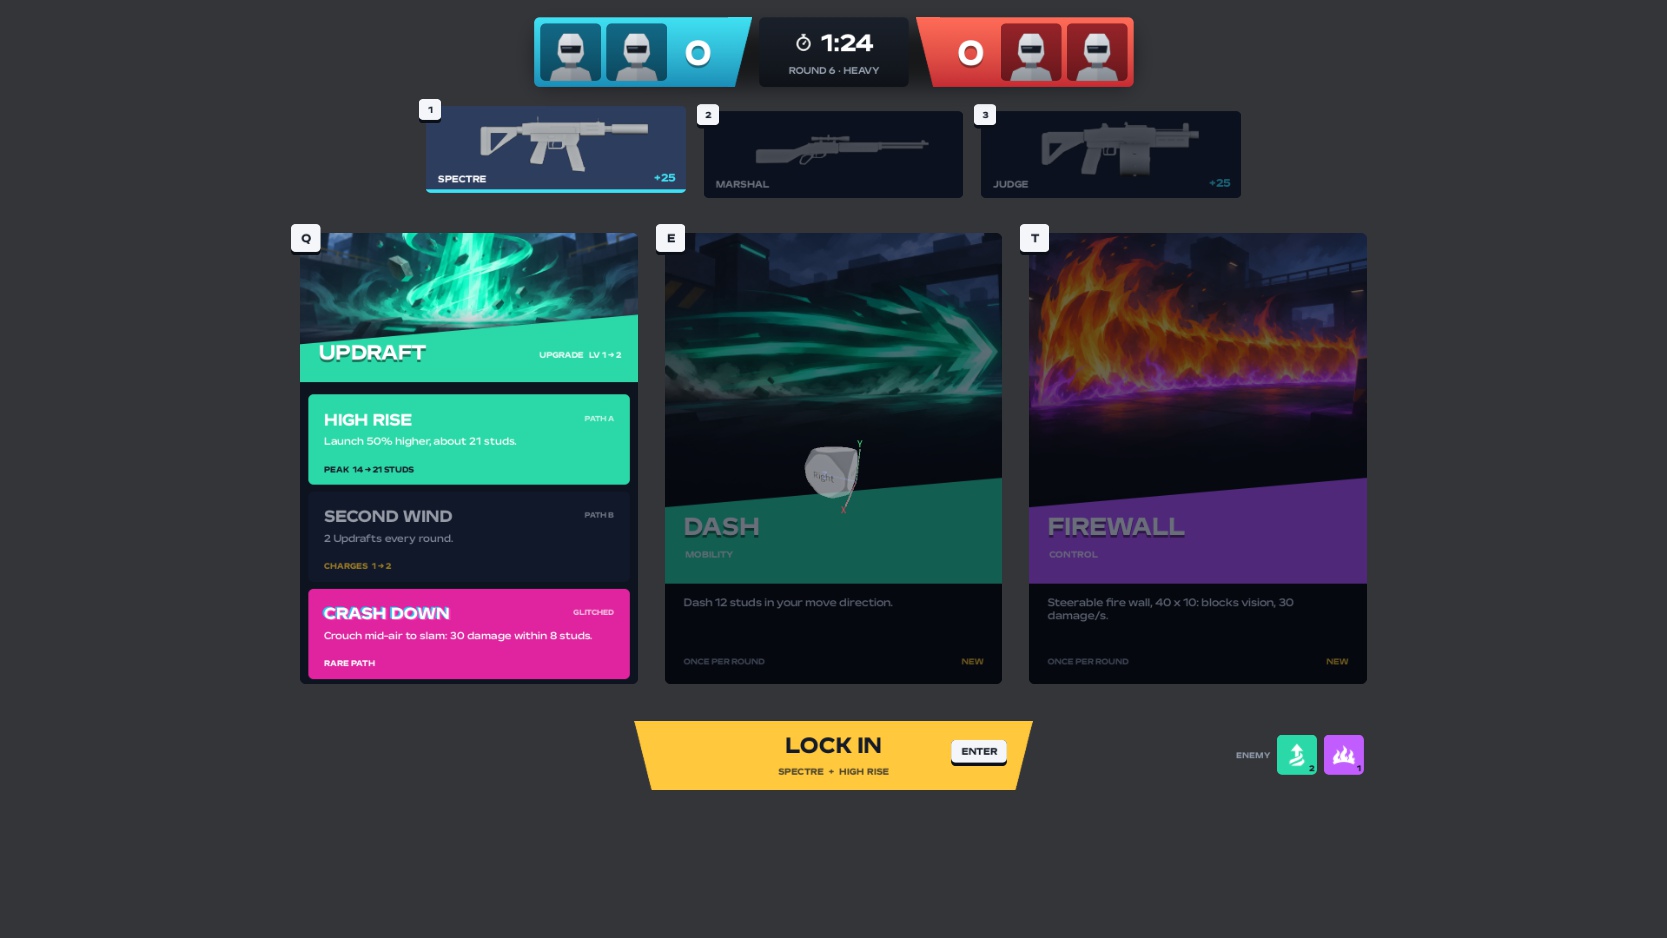 0
1:24
ROUND 6 · HEAVY
0
1
SPECTRE
+25
2
MARSHAL
3
JUDGE
+25
Q
UPDRAFT
UPGRADE LV 1 → 2
HIGH RISE
PATH A
Launch 50% higher, about 21 studs.
PEAK 14 → 21 STUDS
SECOND WIND
PATH B
2 Updrafts every round.
CHARGES 1 → 2
CRASH DOWN
GLITCHED
Crouch mid-air to slam: 30 damage within 8 studs.
RARE PATH
E
Y
Right
X
DASH
MOBILITY
Dash 12 studs in your move direction.
ONCE PER ROUND
NEW
T
FIREWALL
CONTROL
Steerable fire wall, 40 x 10: blocks vision, 30
damage/s.
ONCE PER ROUND
NEW
LOCK IN
ENTER
SPECTRE + HIGH RISE
ENEMY
2
1